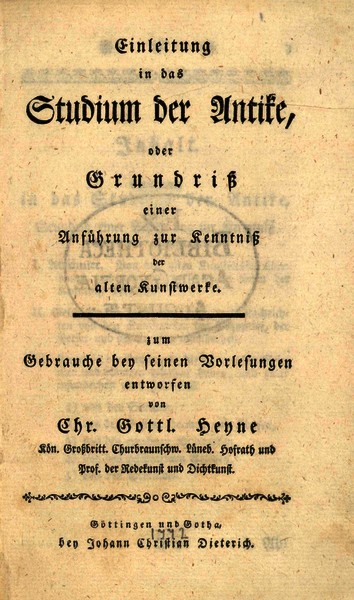 Einleitung
in das
Studium der Antike,
oder
Grundriß
einer
Anführung zur Kenntniß
der
alten Kunstwerke.
zum
Gebrauche bey seinen Vorlesungen
entworfen
von
Chr. Gottl. Heyne
Kön. Großbritt. Churbraunschw. Lüneb. Hofrath und
Prof. der Redekunst und Dichtkunst.
Göttingen und Gotha,
1772
bey Johann Christian Dieterich.